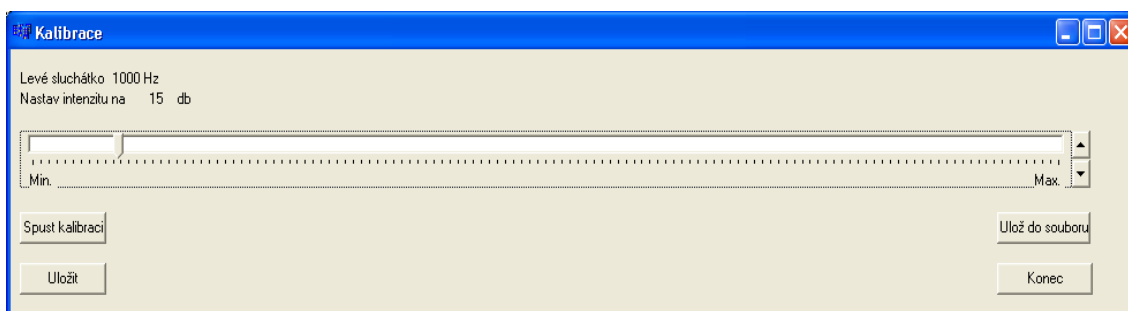 Kalibrace
Levé sluchátko 1000 Hz
Nastav intenzitu na 15 db
Min. Max.
Spust kalibraci Ulož do souboru
Uložit Konec